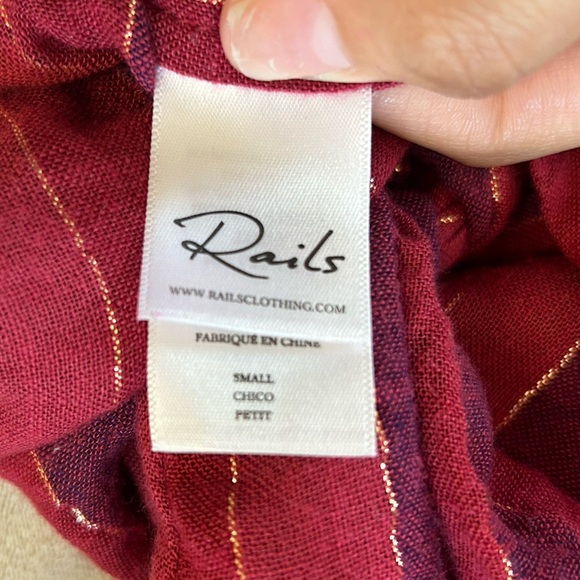 Rails
WWW.RAILSCLOTHING.COM
FABRIQUÉ EN CHINE
SMALL
CHICO
PETIT